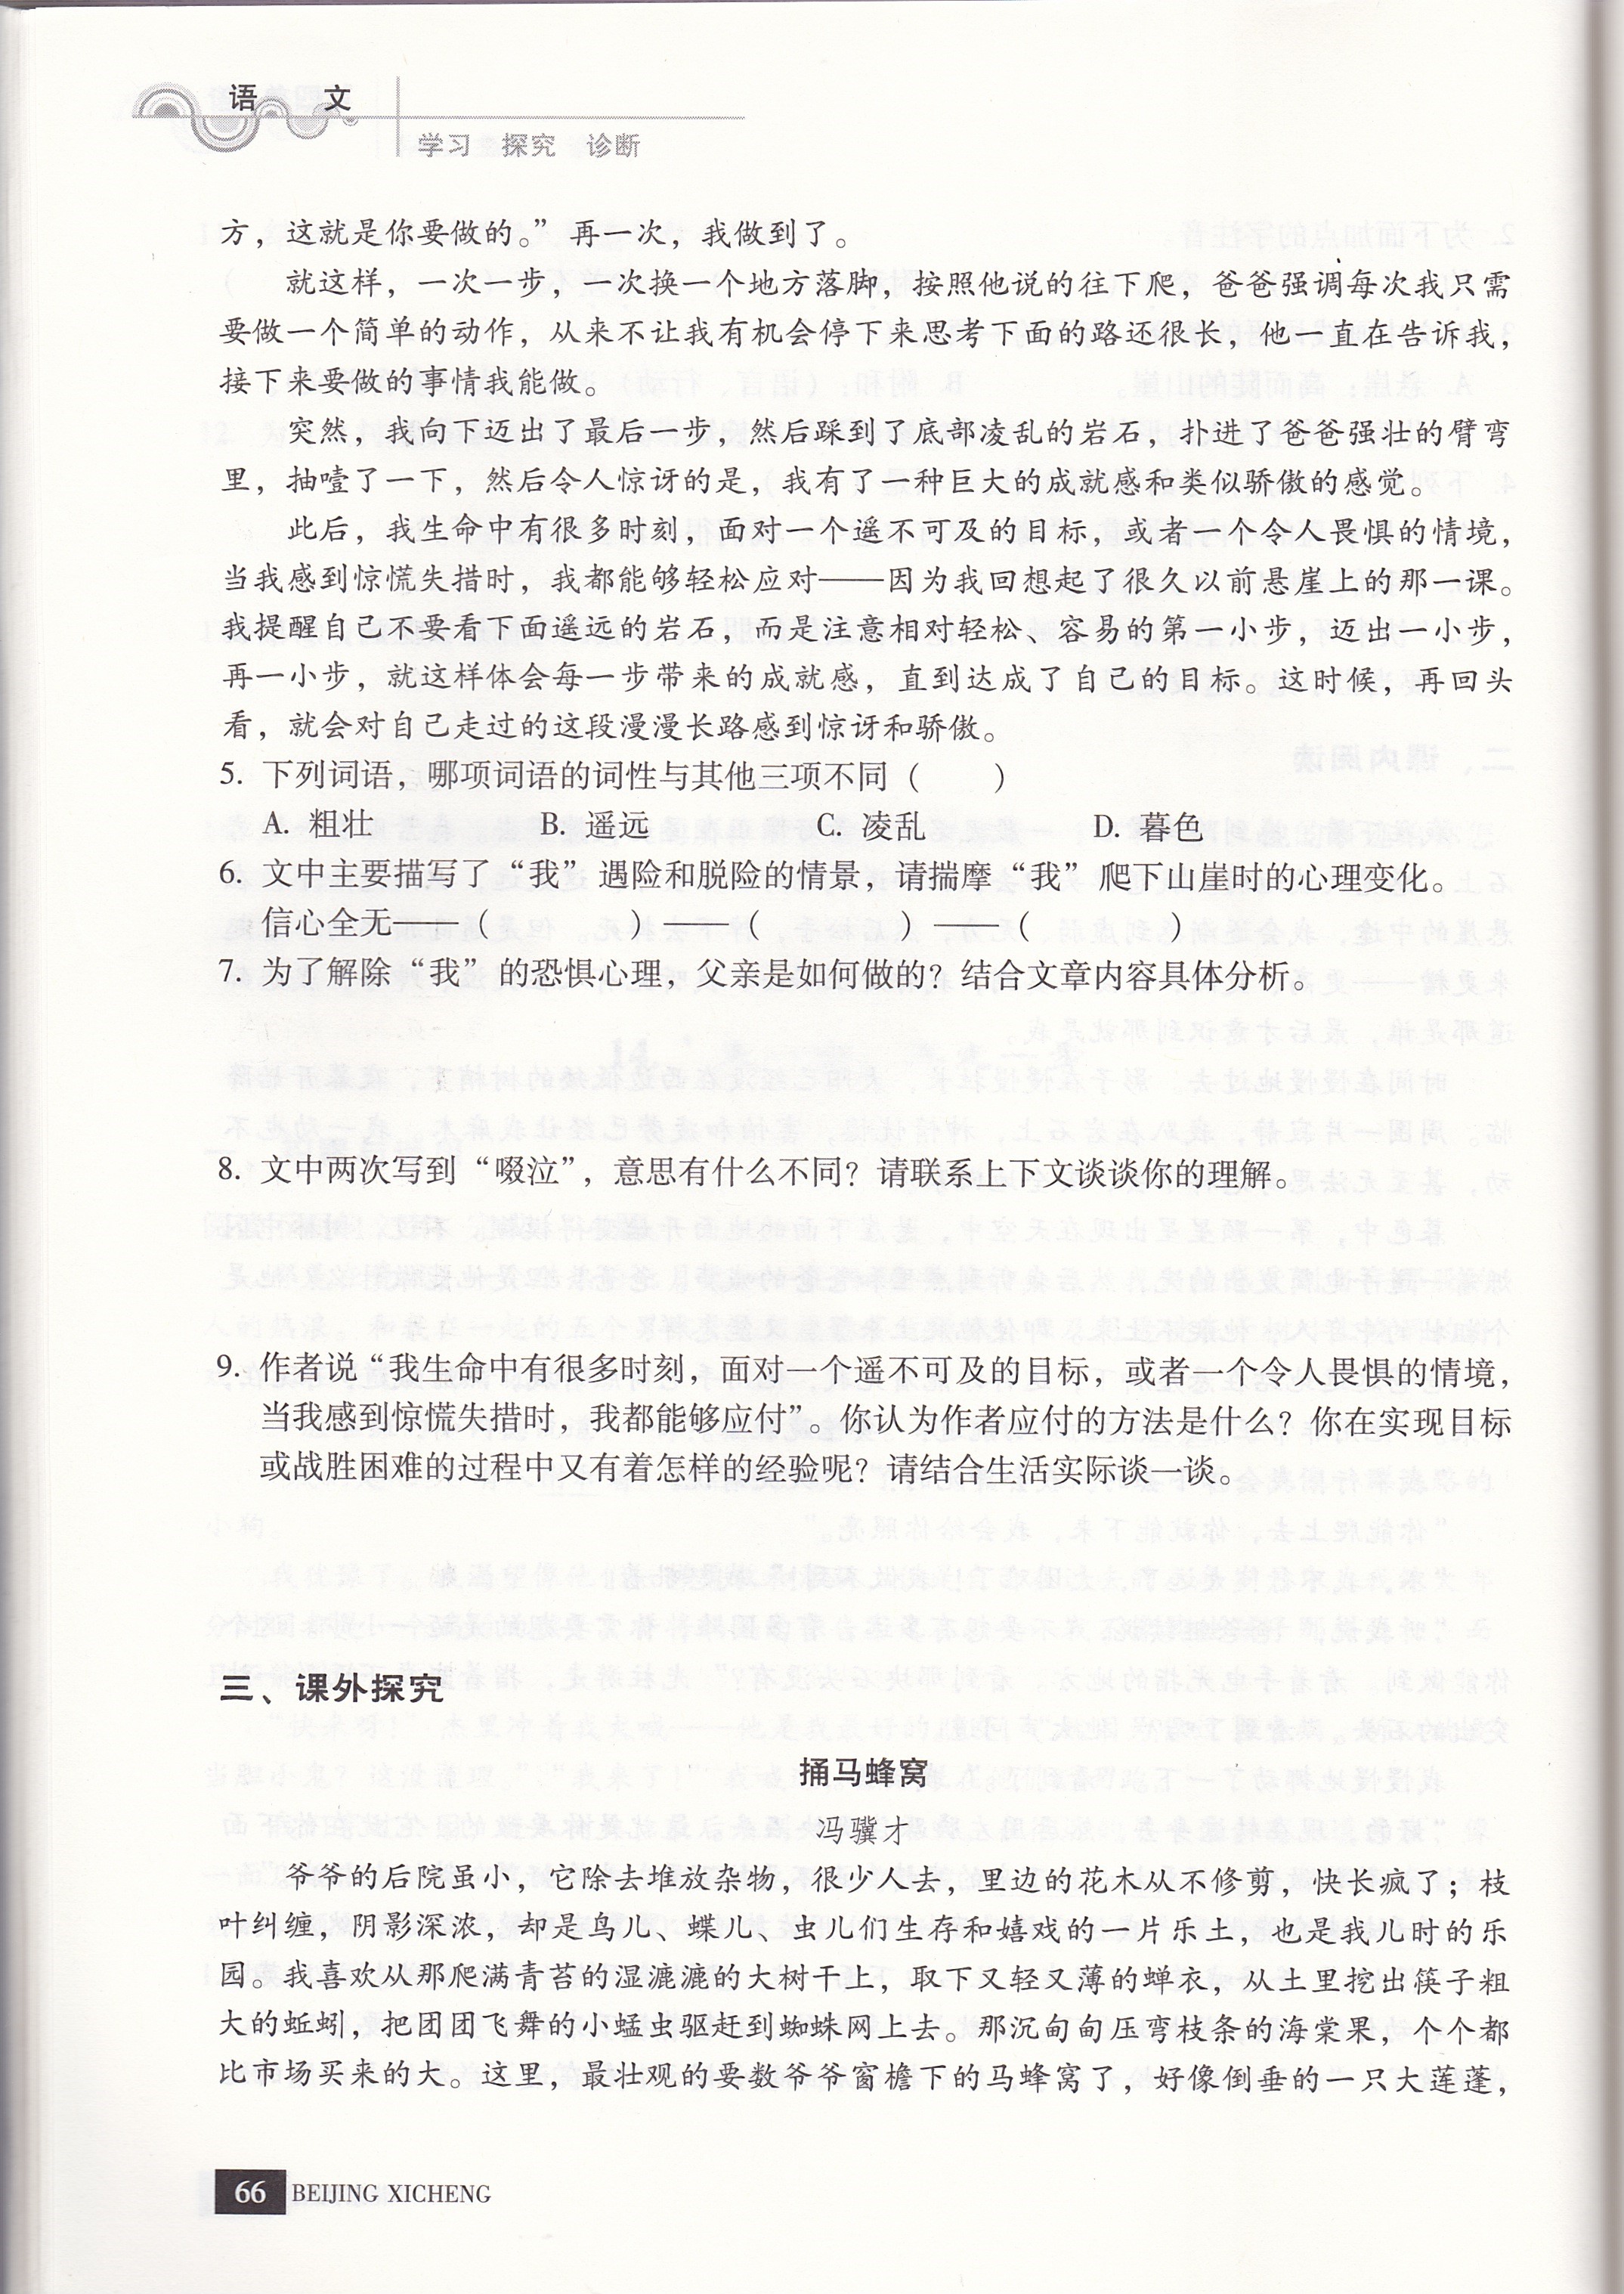 语 文
学习 探究 诊断
方，这就是你要做的。”再一次，我做到了。
就这样，一次一步，一次换一个地方落脚，按照他说的往下爬，爸爸强调每次我只需
要做一个简单的动作，从来不让我有机会停下来思考下面的路还很长，他一直在告诉我，
接下来要做的事情我能做。
突然，我向下迈出了最后一步，然后踩到了底部凌乱的岩石，扑进了爸爸强壮的臂弯
里，抽噎了一下，然后令人惊讶的是，我有了一种巨大的成就感和类似骄傲的感觉。
此后，我生命中有很多时刻，面对一个遥不可及的目标，或者一个令人畏惧的情境，
当我感到惊慌失措时，我都能够轻松应对——因为我回想起了很久以前悬崖上的那一课。
我提醒自己不要看下面遥远的岩石，而是注意相对轻松、容易的第一小步，迈出一小步，
再一小步，就这样体会每一步带来的成就感，直到达成了自己的目标。这时候，再回头
看，就会对自己走过的这段漫漫长路感到惊讶和骄傲。
5. 下列词语，哪项词语的词性与其他三项不同（　　）
A. 粗壮 B. 遥远 C. 凌乱 D. 暮色
6. 文中主要描写了“我”遇险和脱险的情景，请揣摩“我”爬下山崖时的心理变化。
信心全无——（　　　　）——（　　　　）——（　　　　）
7. 为了解除“我”的恐惧心理，父亲是如何做的？结合文章内容具体分析。
8. 文中两次写到“啜泣”，意思有什么不同？请联系上下文谈谈你的理解。
9. 作者说“我生命中有很多时刻，面对一个遥不可及的目标，或者一个令人畏惧的情境，
当我感到惊慌失措时，我都能够应付”。你认为作者应付的方法是什么？你在实现目标
或战胜困难的过程中又有着怎样的经验呢？请结合生活实际谈一谈。
三、课外探究
捅马蜂窝
冯骥才
爷爷的后院虽小，它除去堆放杂物，很少人去，里边的花木从不修剪，快长疯了；枝
叶纠缠，阴影深浓，却是鸟儿、蝶儿、虫儿们生存和嬉戏的一片乐土，也是我儿时的乐
园。我喜欢从那爬满青苔的湿漉漉的大树干上，取下又轻又薄的蝉衣，从土里挖出筷子粗
大的蚯蚓，把团团飞舞的小蜢虫驱赶到蜘蛛网上去。那沉甸甸压弯枝条的海棠果，个个都
比市场买来的大。这里，最壮观的要数爷爷窗檐下的马蜂窝了，好像倒垂的一只大莲蓬，
66 BEIJING XICHENG